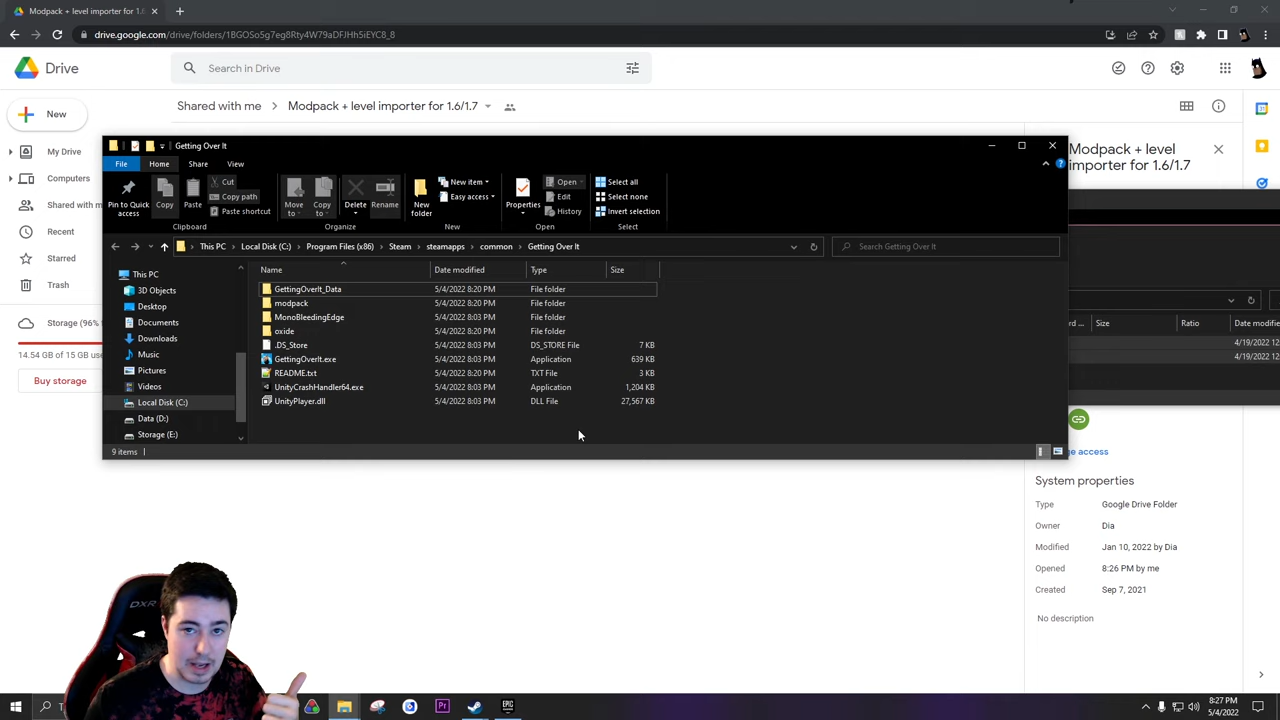 Modpack + level importer for 1.6
drive.google.com/drive/folders/1BGOSo5g7eg8Rty4W79aDFJHh5iEYC8_8
Drive
Search in Drive
New
Shared with me
Modpack + level importer for 1.6/1.7
My Drive
Computers
Shared with m
Recent
Starred
Trash
Storage (96%
14.54 GB of 15 GB use
Buy storage
Getting Over It
File
Home
Share
View
Pin to Quick access
Copy
Paste
Cut
Copy path
Paste shortcut
Clipboard
Move to
Copy to
Delete
Rename
Organize
New folder
New item
Easy access
New
Properties
Open
Edit
History
Open
Select all
Select none
Invert selection
Select
This PC
Local Disk (C:)
Program Files (x86)
Steam
steamapps
common
Getting Over It
Search Getting Over It
This PC
3D Objects
Desktop
Documents
Downloads
Music
Pictures
Videos
Local Disk (C:)
Data (D:)
Storage (E:)
Name Date modified Type Size
GettingOverIt_Data 5/4/2022 8:20 PM File folder
modpack 5/4/2022 8:20 PM File folder
MonoBleedingEdge 5/4/2022 8:03 PM File folder
oxide 5/4/2022 8:20 PM File folder
.DS_Store 5/4/2022 8:03 PM DS_STORE File 7 KB
GettingOverIt.exe 5/4/2022 8:03 PM Application 639 KB
README.txt 5/4/2022 8:20 PM TXT File 3 KB
UnityCrashHandler64.exe 5/4/2022 8:03 PM Application 1,204 KB
UnityPlayer.dll 5/4/2022 8:03 PM DLL File 27,567 KB
9 items
Modpack + level
importer for 1.6/1.7
Size Ratio Date modified
4/19/2022 12
4/19/2022 12
access
System properties
Type Google Drive Folder
Owner Dia
Modified Jan 10, 2022 by Dia
Opened 8:26 PM by me
Created Sep 7, 2021
No description
DXR
8:27 PM
5/4/2022